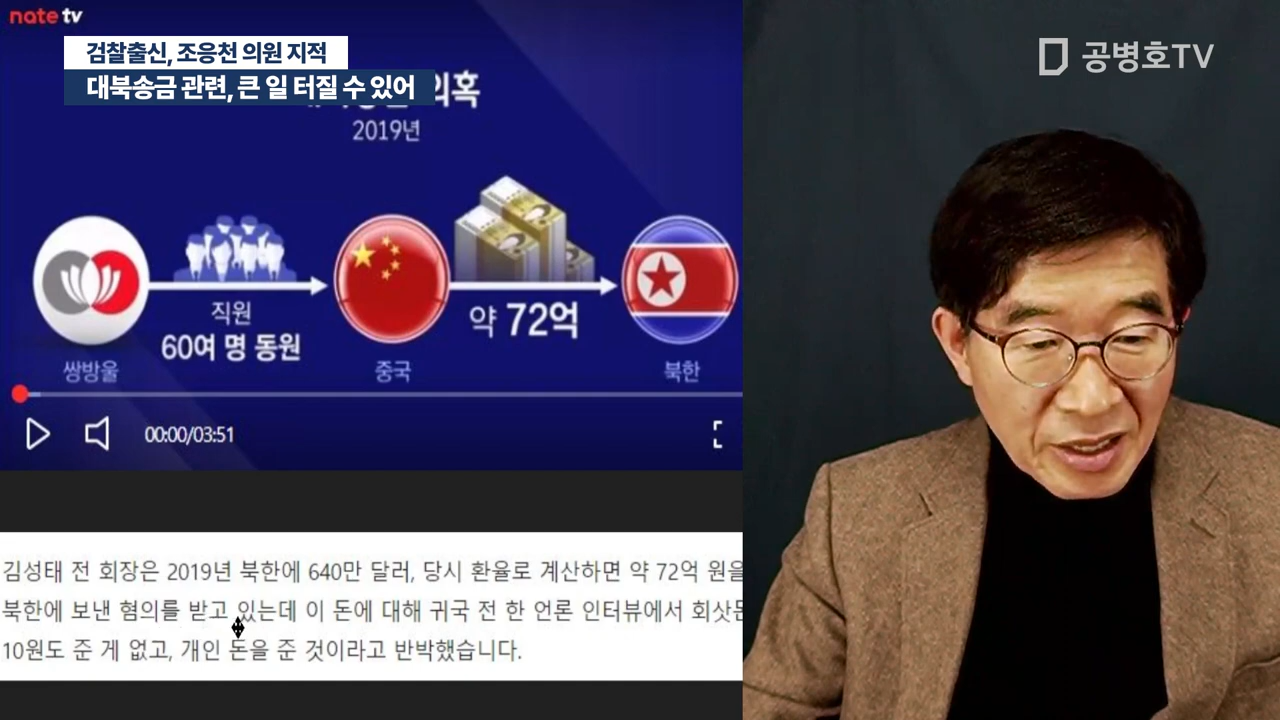 nate tv
검찰출신, 조응천 의원 지적
대북송금 관련, 큰 일 터질 수 있어
의혹
2019년
공병호TV
직원
60여 명 동원
약 72억
쌍방울
중국
북한
00:00/03:51
김성태 전 회장은 2019년 북한에 640만 달러, 당시 환율로 계산하면 약 72억 원을
북한에 보낸 혐의를 받고 있는데 이 돈에 대해 귀국 전 한 언론 인터뷰에서 회삿돈
10원도 준 게 없고, 개인 돈을 준 것이라고 반박했습니다.